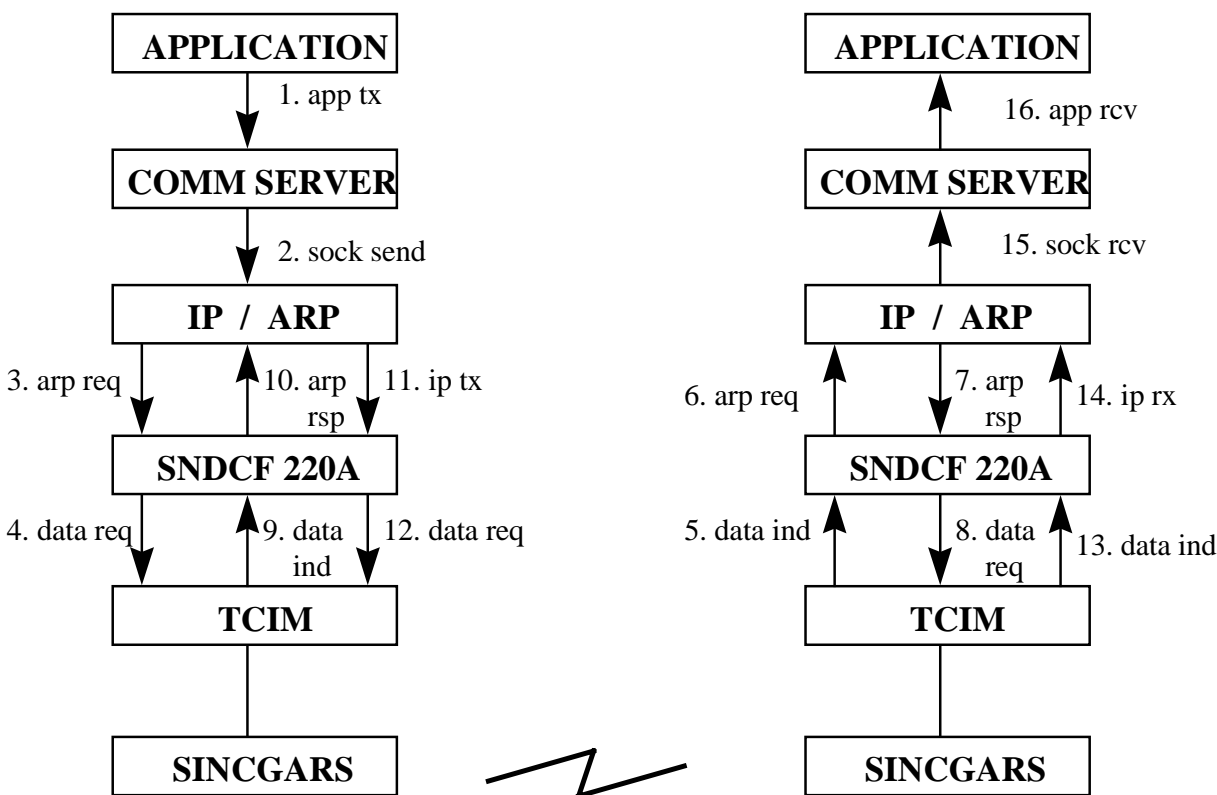 APPLICATION
1. app tx
COMM SERVER
2. sock send
IP / ARP
3. arp req
10. arp
rsp
11. ip tx
SNDCF 220A
4. data req
9. data
ind
12. data req
TCIM
SINCGARS
APPLICATION
16. app rcv
COMM SERVER
15. sock rcv
IP / ARP
6. arp req
7. arp
rsp
14. ip rx
SNDCF 220A
5. data ind
8. data
req
13. data ind
TCIM
SINCGARS